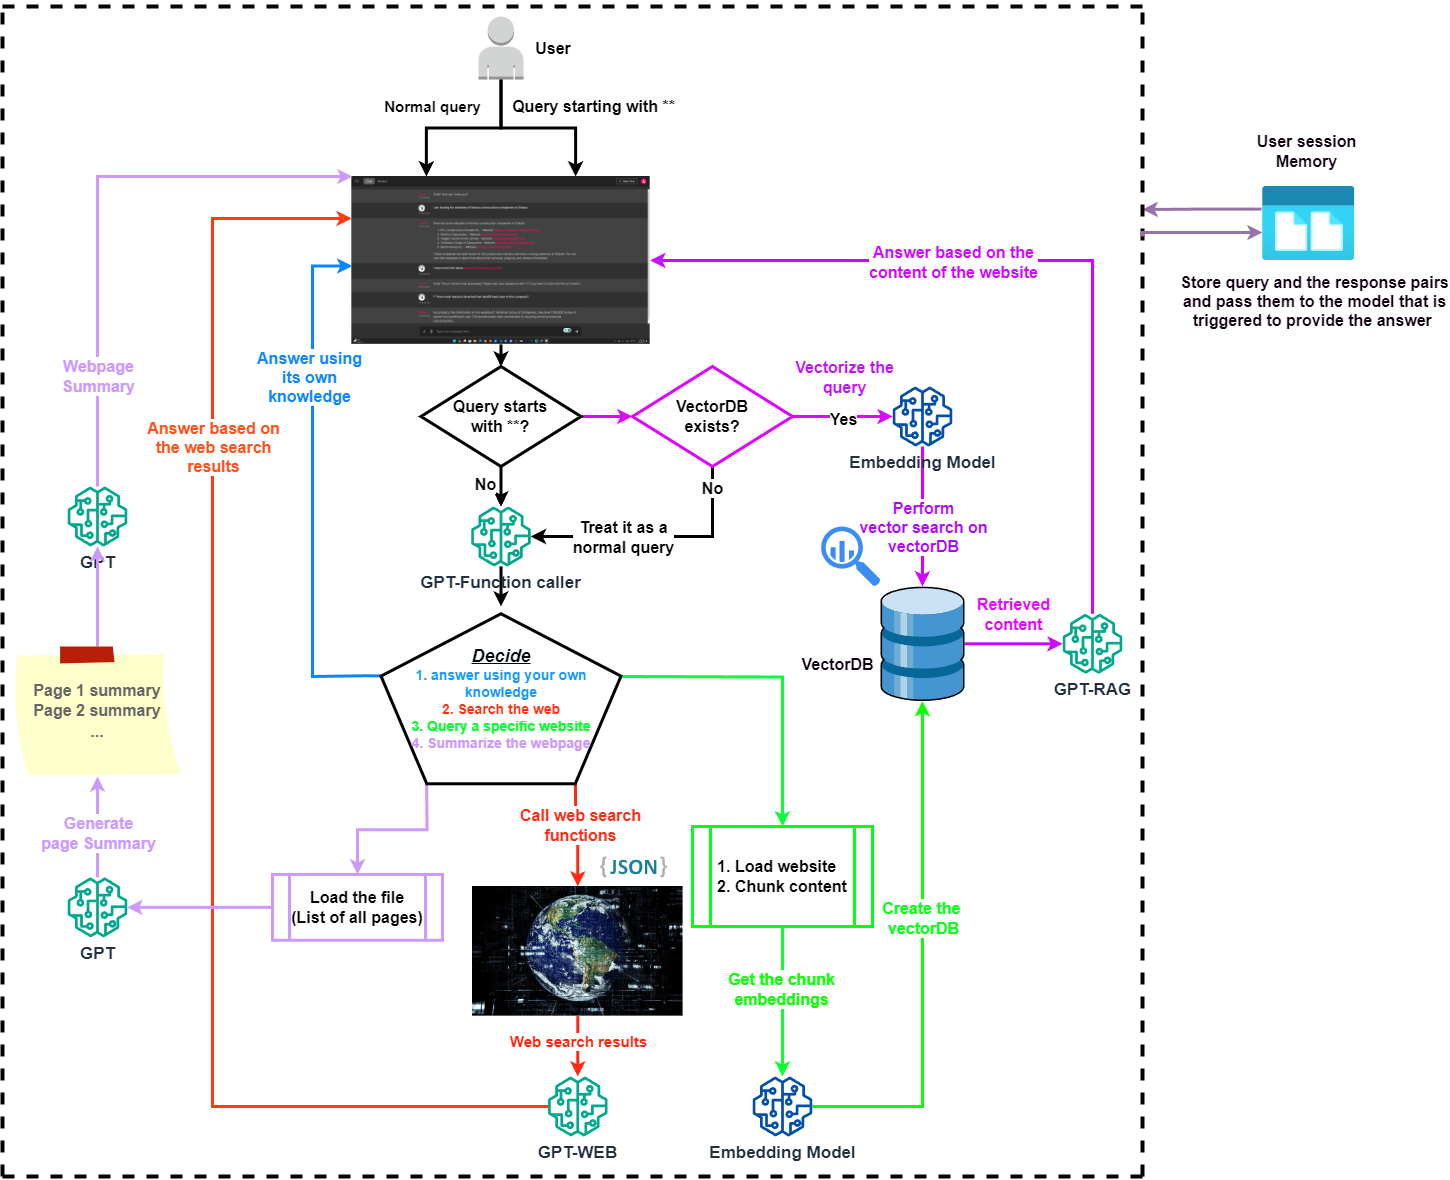 User
Normal query
Query starting with **
User session
Memory
Store query and the response pairs
and pass them to the model that is
triggered to provide the answer
Answer based on the
content of the website
Webpage
Summary
Answer using
its own
knowledge
Answer based on
the web search
results
Query starts
with **?
VectorDB
exists?
Vectorize the
query
Yes
Embedding Model
No
No
Treat it as a
normal query
GPT-Function caller
Perform
vector search on
vectorDB
GPT
Retrieved
content
VectorDB
GPT-RAG
Decide
1. answer using your own
knowledge
2. Search the web
3. Query a specific website
4. Summarize the webpage
Page 1 summary
Page 2 summary
...
Generate
page Summary
GPT
Load the file
(List of all pages)
Call web search
functions
{JSON}
1. Load website
2. Chunk content
Create the
vectorDB
Get the chunk
embeddings
Web search results
GPT-WEB
Embedding Model